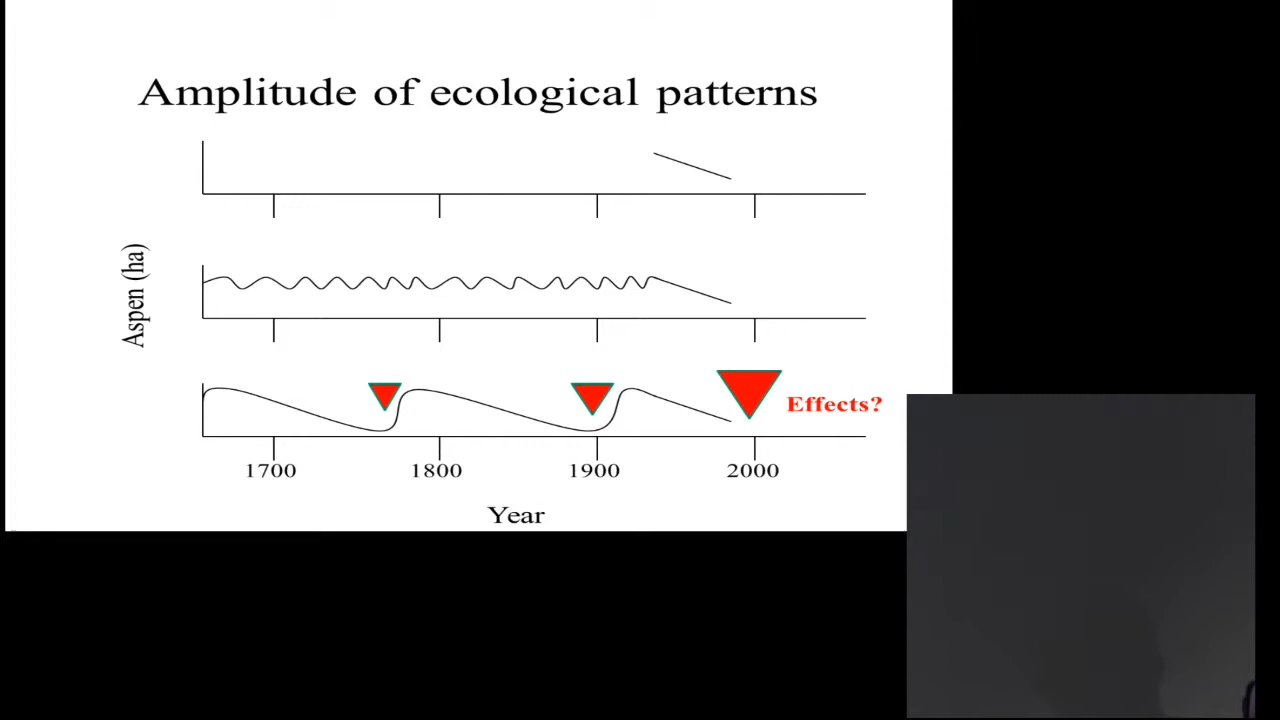 Amplitude of ecological patterns
Aspen (ha)
Effects?
1700 1800 1900 2000
Year